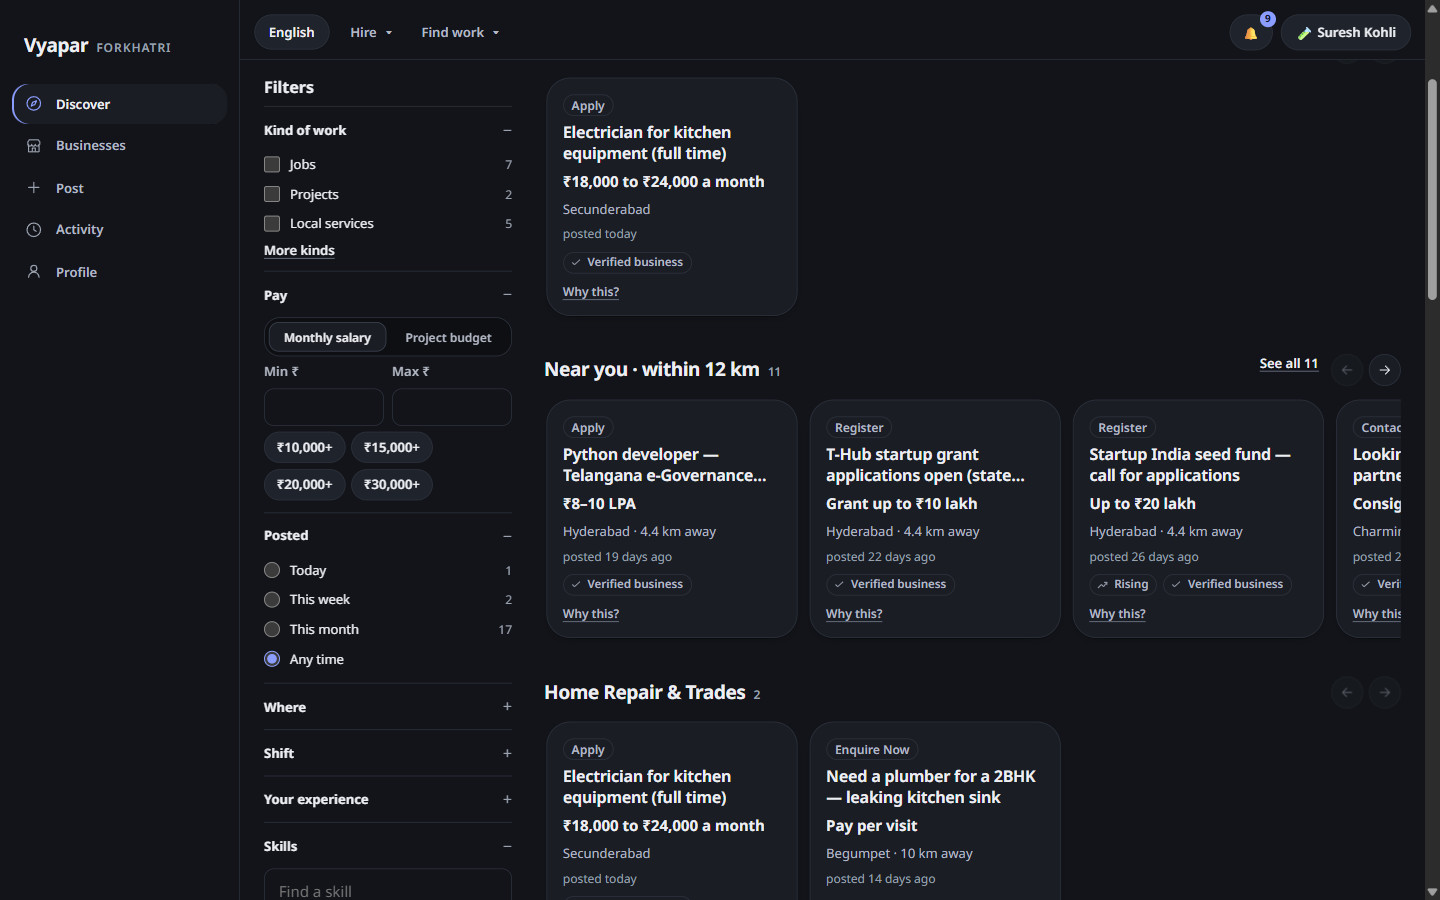 Vyapar FORKHATRI
Discover
Businesses
Post
Activity
Profile
English
Hire
Find work
9
Suresh Kohli
Filters
Kind of work
Jobs 7
Projects 2
Local services 5
More kinds
Pay
Monthly salary
Project budget
Min ₹
Max ₹
₹10,000+
₹15,000+
₹20,000+
₹30,000+
Posted
Today 1
This week 2
This month 17
Any time
Where
Shift
Your experience
Skills
Find a skill
Apply
Electrician for kitchen
equipment (full time)
₹18,000 to ₹24,000 a month
Secunderabad
posted today
Verified business
Why this?
Near you · within 12 km 11
See all 11
Apply
Python developer —
Telangana e-Governance…
₹8–10 LPA
Hyderabad · 4.4 km away
posted 19 days ago
Verified business
Why this?
Register
T-Hub startup grant
applications open (state…
Grant up to ₹10 lakh
Hyderabad · 4.4 km away
posted 22 days ago
Verified business
Why this?
Register
Startup India seed fund —
call for applications
Up to ₹20 lakh
Hyderabad · 4.4 km away
posted 26 days ago
Rising
Verified business
Why this?
Contac
Lookin
partne
Consig
Charmin
posted 2
Veri
Why this
Home Repair & Trades 2
Apply
Electrician for kitchen
equipment (full time)
₹18,000 to ₹24,000 a month
Secunderabad
posted today
Enquire Now
Need a plumber for a 2BHK
— leaking kitchen sink
Pay per visit
Begumpet · 10 km away
posted 14 days ago